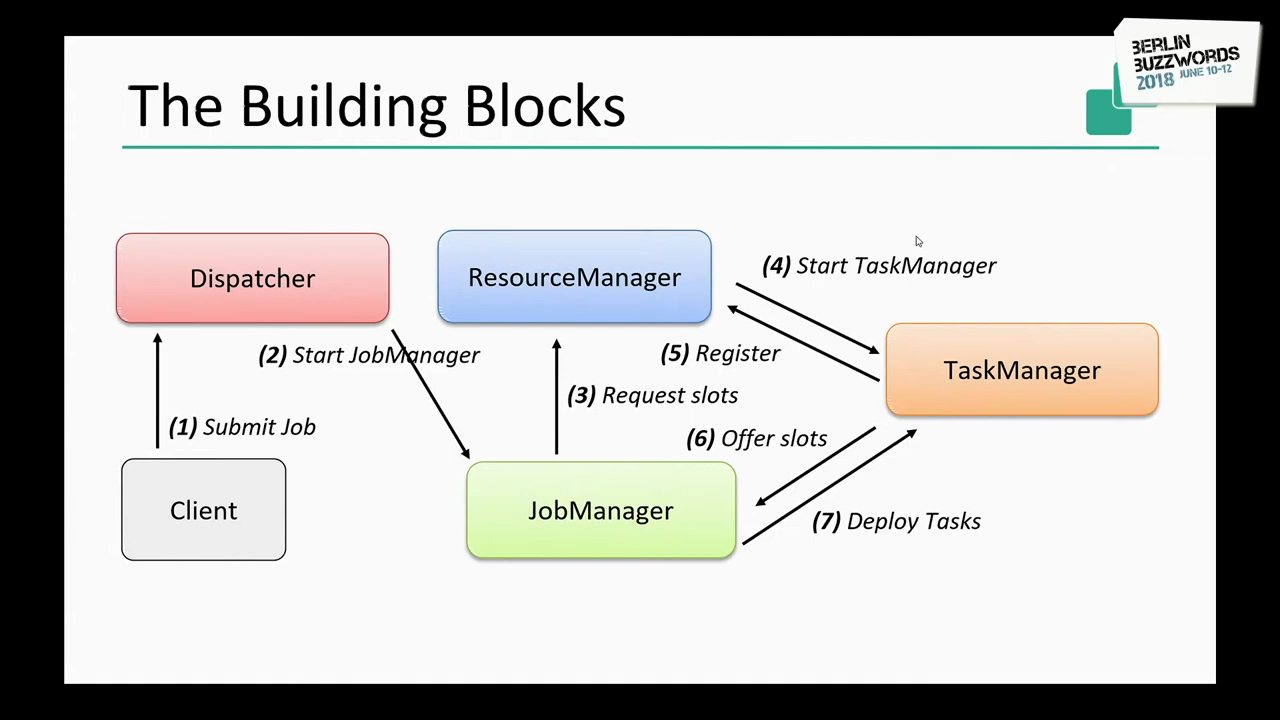 BERLIN
BUZZWORDS
2018 JUNE 10-12
The Building Blocks
Dispatcher
ResourceManager
(4) Start TaskManager
(2) Start JobManager
(5) Register
TaskManager
(3) Request slots
(1) Submit Job
(6) Offer slots
Client
JobManager
(7) Deploy Tasks